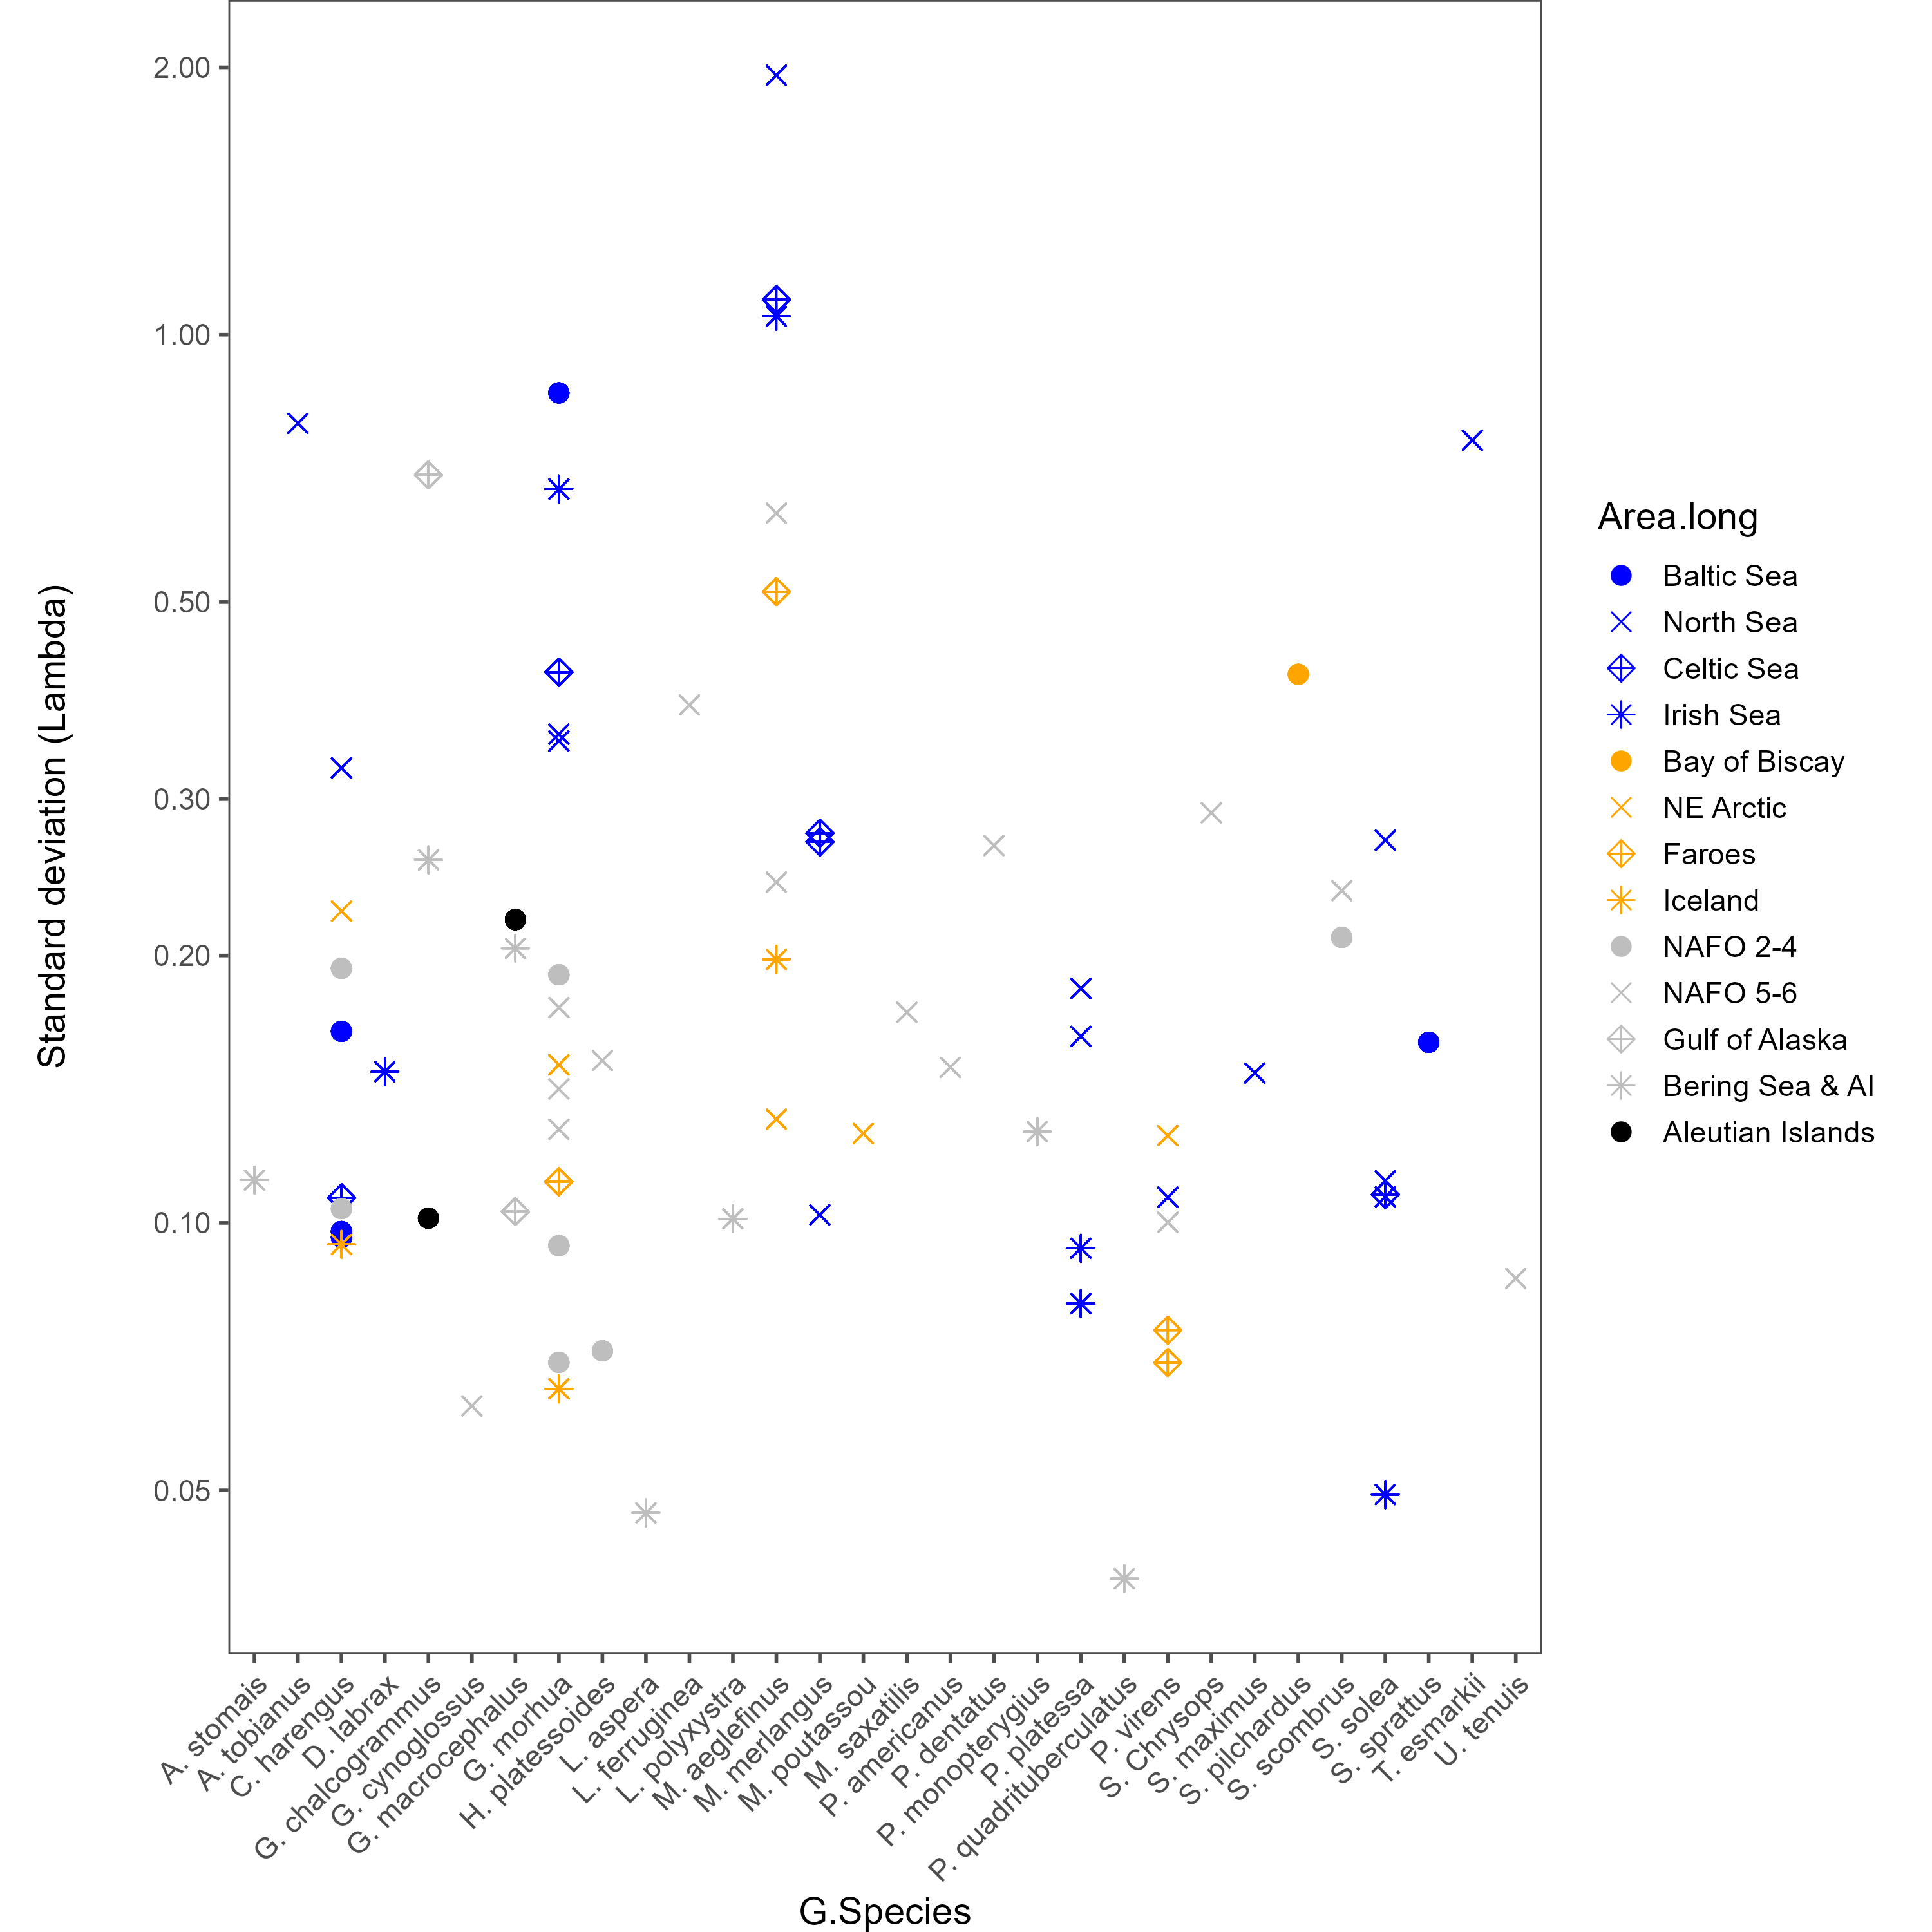 2.00
1.00
0.50
0.30
0.20
0.10
0.05
Standard deviation (Lambda)
A. stomais
A. tobianus
C. harengus
D. labrax
G. chalcogrammus
G. cynoglossus
G. macrocephalus
G. morhua
H. platessoides
L. aspera
L. ferruginea
L. polyxystra
M. aeglefinus
M. merlangus
M. poutassou
M. saxatilis
P. americanus
P. dentatus
P. monopterygius
P. platessa
P. quadrituberculatus
P. virens
S. Chrysops
S. maximus
S. pilchardus
S. scombrus
S. solea
S. sprattus
T. esmarkii
U. tenuis
G.Species
Area.long
Baltic Sea
North Sea
Celtic Sea
Irish Sea
Bay of Biscay
NE Arctic
Faroes
Iceland
NAFO 2-4
NAFO 5-6
Gulf of Alaska
Bering Sea & AI
Aleutian Islands